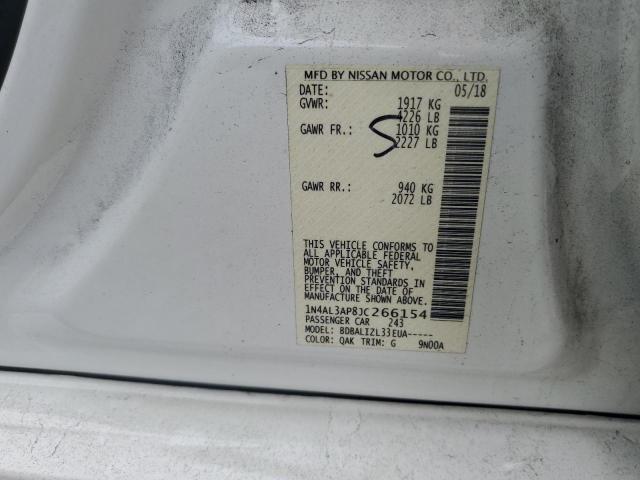 MFD BY NISSAN MOTOR CO., LTD.
DATE: 05/18
GVWR: 1917 KG
4226 LB
GAWR FR.: 1010 KG
2227 LB
S
GAWR RR.: 940 KG
2072 LB
THIS VEHICLE CONFORMS TO
ALL APPLICABLE FEDERAL
MOTOR VEHICLE SAFETY,
BUMPER, AND THEFT
PREVENTION STANDARDS IN
EFFECT ON THE DATE OF
MANUFACTURE SHOWN ABOVE.
1N4AL3AP8JC266154
PASSENGER CAR 243
MODEL: BDBALIZL33EUA-----
COLOR: QAK TRIM: G 9N00A